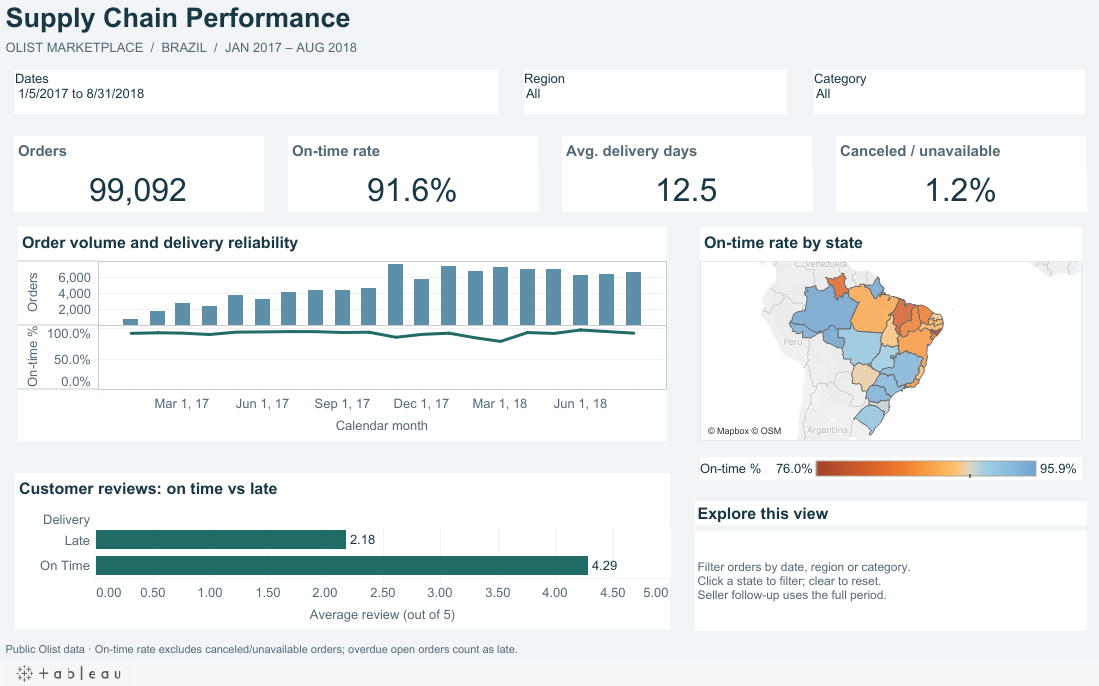 Supply Chain Performance
OLIST MARKETPLACE / BRAZIL / JAN 2017 – AUG 2018
Dates
1/5/2017 to 8/31/2018
Region
All
Category
All
Orders
99,092
On-time rate
91.6%
Avg. delivery days
12.5
Canceled / unavailable
1.2%
Order volume and delivery reliability
Orders
6,000
4,000
2,000
On-time %
100.0%
50.0%
0.0%
Mar 1, 17
Jun 1, 17
Sep 1, 17
Dec 1, 17
Mar 1, 18
Jun 1, 18
Calendar month
On-time rate by state
Venezuela
Peru
Argentina
© Mapbox © OSM
On-time %
76.0%
95.9%
Customer reviews: on time vs late
Delivery
Late
2.18
On Time
4.29
0.00 0.50 1.00 1.50 2.00 2.50 3.00 3.50 4.00 4.50 5.00
Average review (out of 5)
Explore this view
Filter orders by date, region or category.
Click a state to filter; clear to reset.
Seller follow-up uses the full period.
Public Olist data · On-time rate excludes canceled/unavailable orders; overdue open orders count as late.
+ableau